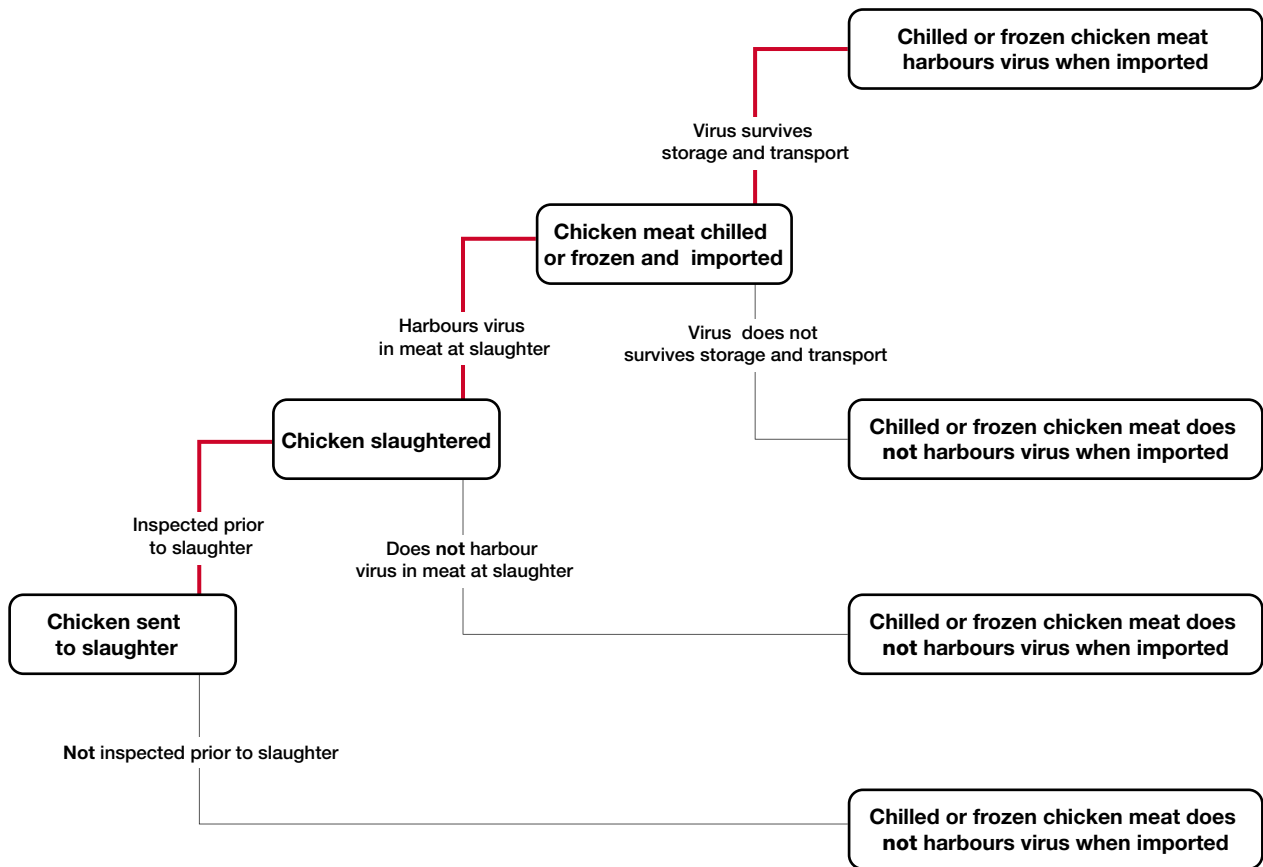 Chilled or frozen chicken meat
harbours virus when imported
Virus survives
storage and transport
Chicken meat chilled
or frozen and imported
Harbours virus
in meat at slaughter
Virus does not
survives storage and transport
Chicken slaughtered
Chilled or frozen chicken meat does
not harbours virus when imported
Inspected prior
to slaughter
Does not harbour
virus in meat at slaughter
Chicken sent
to slaughter
Chilled or frozen chicken meat does
not harbours virus when imported
Not inspected prior to slaughter
Chilled or frozen chicken meat does
not harbours virus when imported